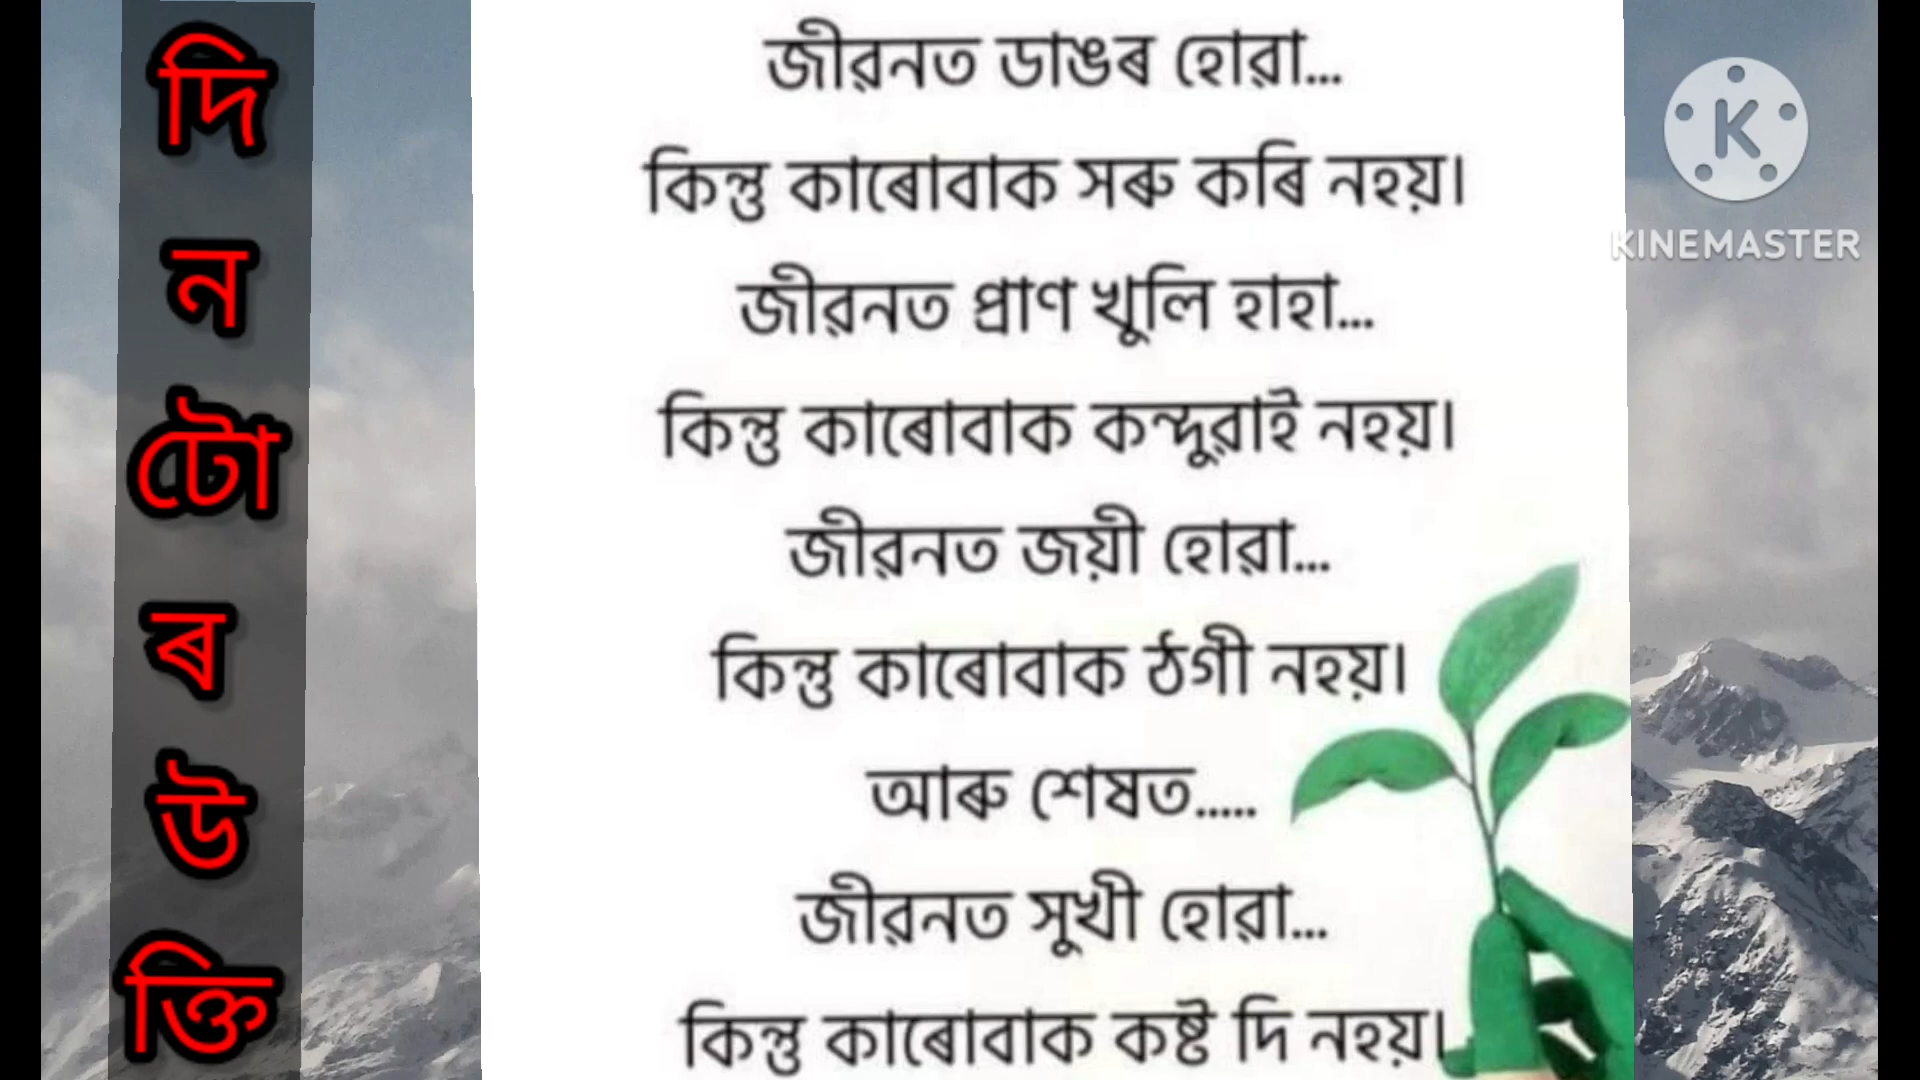 দিনটোৰ উক্তি
জীৱনত ডাঙৰ হোৱা...
কিন্তু কাৰোবাক সৰু কৰি নহয়।
জীৱনত প্ৰাণ খুলি হাহা...
কিন্তু কাৰোবাক কন্দুৱাই নহয়।
জীৱনত জয়ী হোৱা...
কিন্তু কাৰোবাক ঠগী নহয়।
আৰু শেষত.....
জীৱনত সুখী হোৱা...
কিন্তু কাৰোবাক কষ্ট দি নহয়।
KINEMASTER